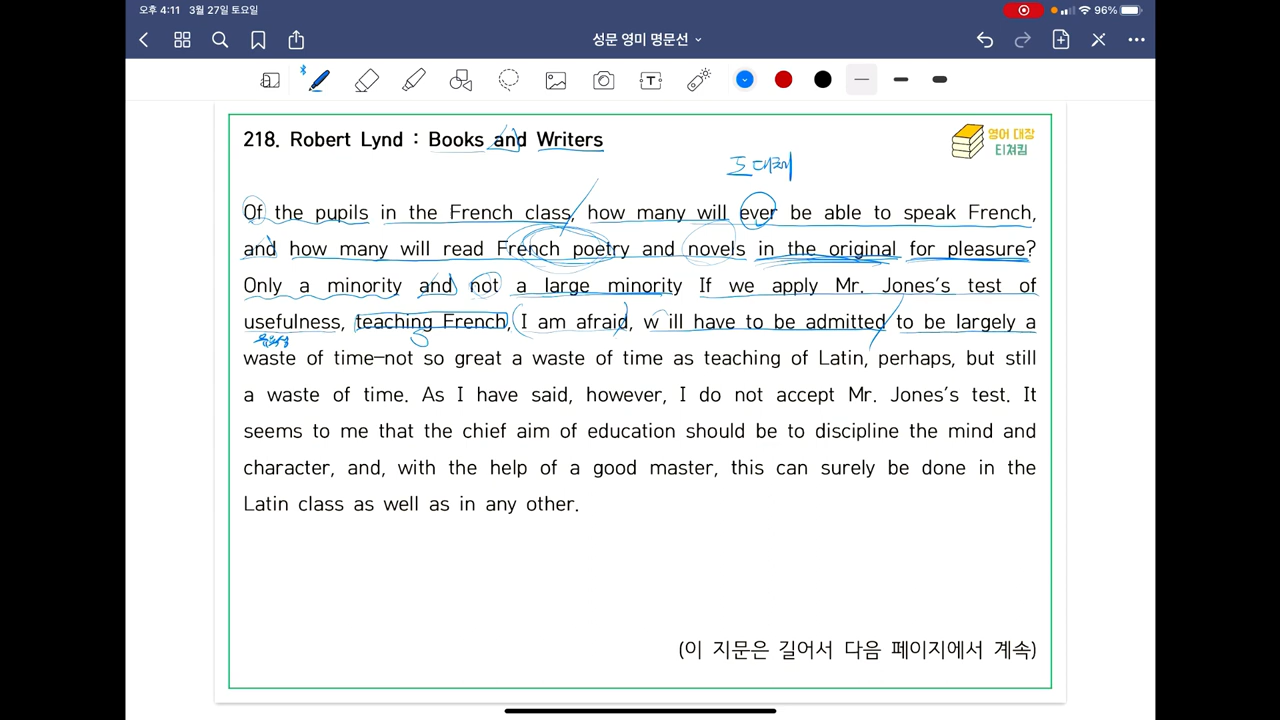 오후 4:11 3월 27일 토요일
96%
성문 영미 명문선
T
218. Robert Lynd : Books and Writers
영어 대장
티쳐킴
도대체
Of the pupils in the French class, how many will ever be able to speak French,
and how many will read French poetry and novels in the original for pleasure?
Only a minority and not a large minority If we apply Mr. Jones's test of
usefulness, teaching French, I am afraid, w ill have to be admitted to be largely a
유용성
waste of time—not so great a waste of time as teaching of Latin, perhaps, but still
a waste of time. As I have said, however, I do not accept Mr. Jones's test. It
seems to me that the chief aim of education should be to discipline the mind and
character, and, with the help of a good master, this can surely be done in the
Latin class as well as in any other.
(이 지문은 길어서 다음 페이지에서 계속)